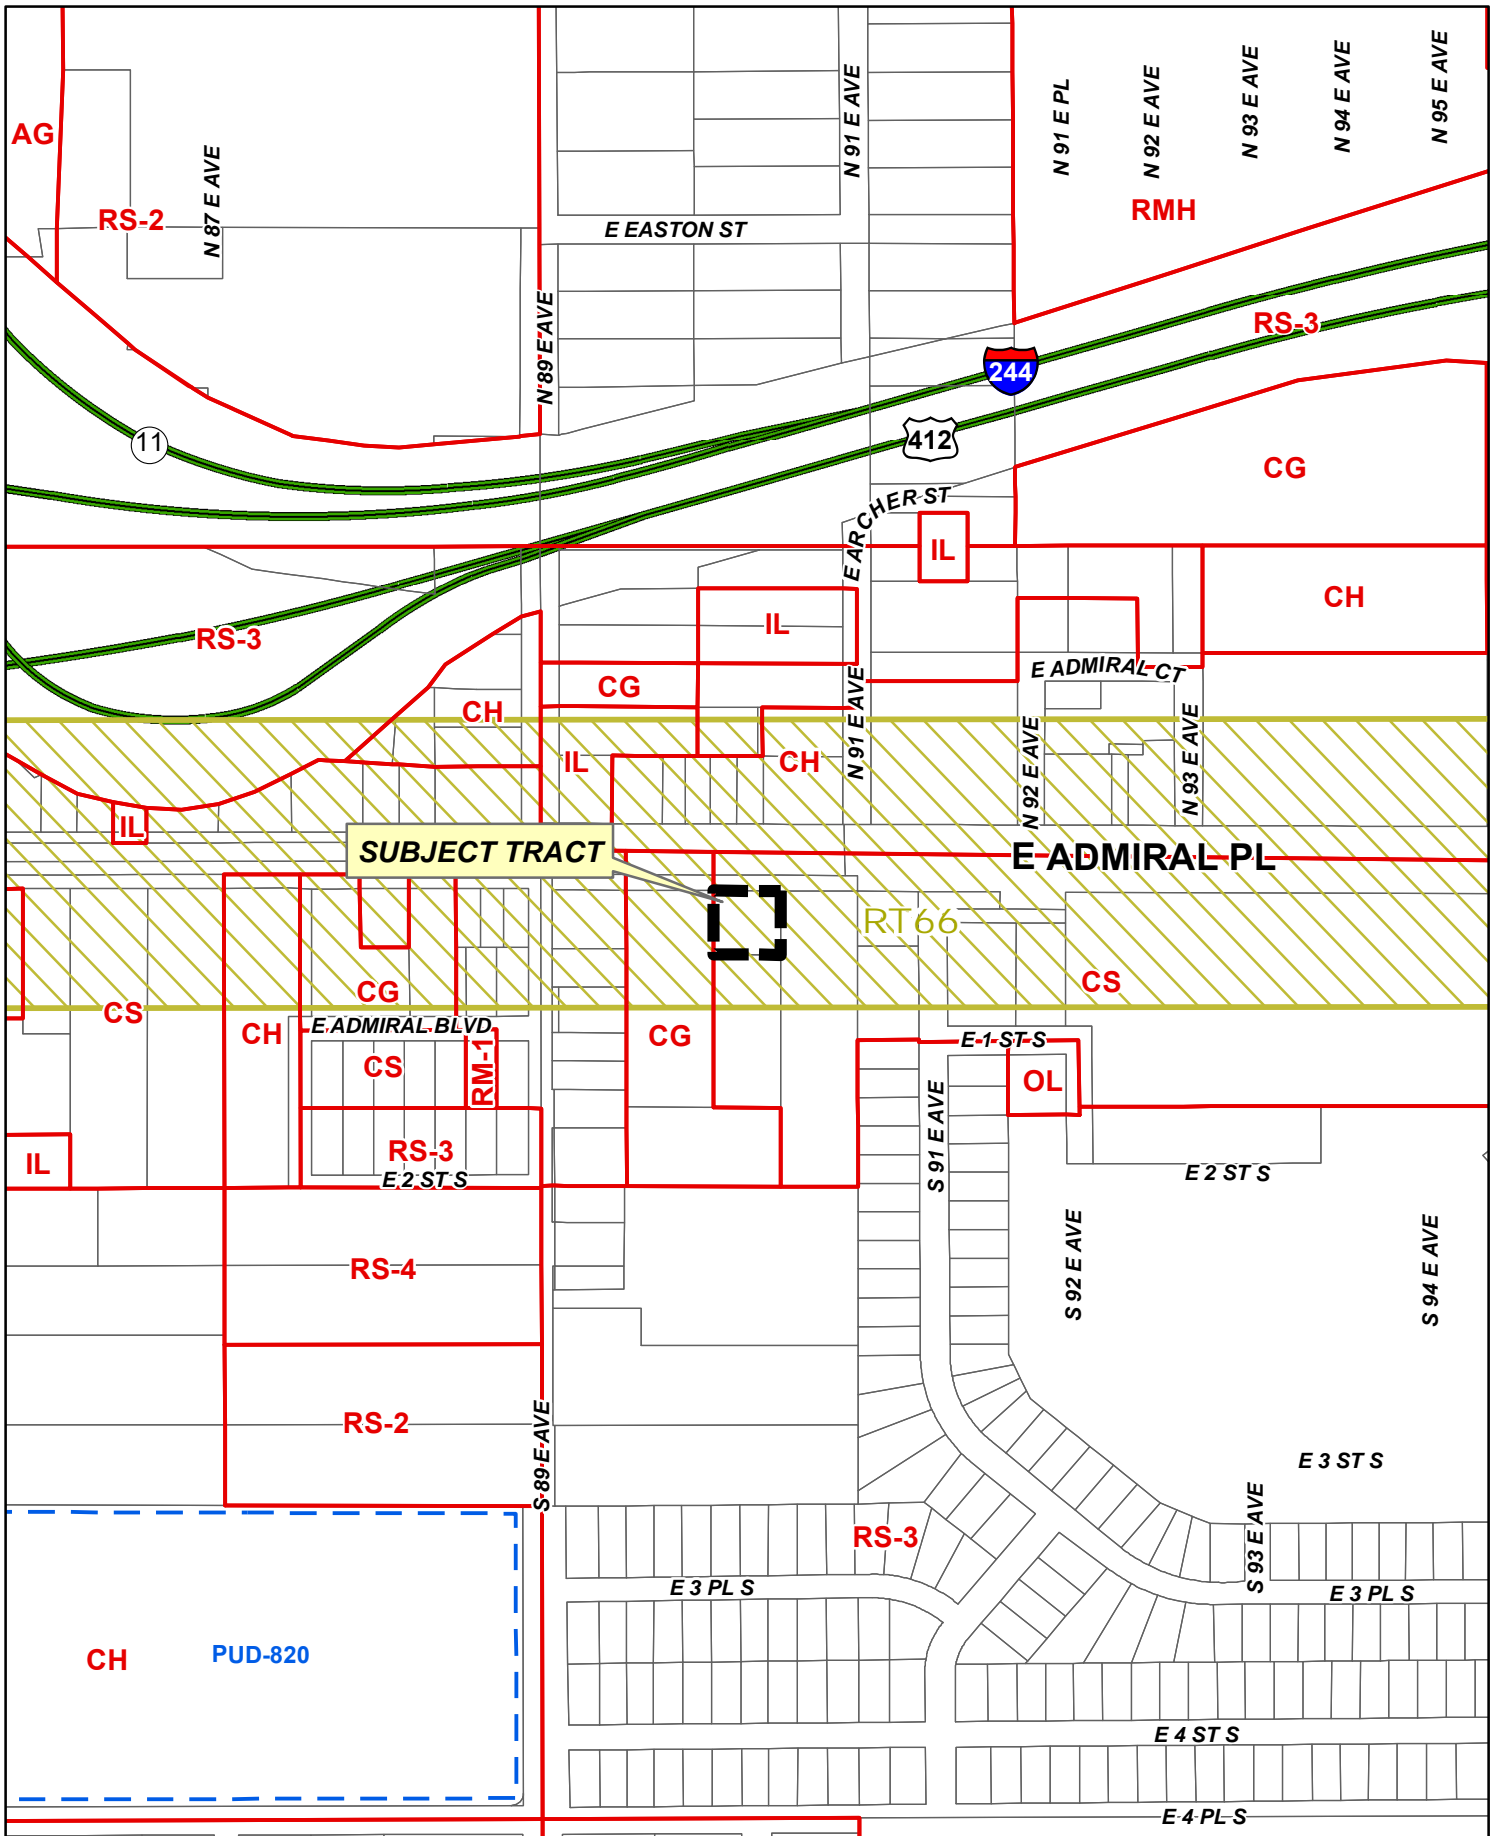 N 91 E AVE
N 91 E PL
N 92 E AVE
N 93 E AVE
N 94 E AVE
N 95 E AVE
AG
N 87 E AVE
RS-2
RMH
E EASTON ST
N 89 E AVE
RS-3
244
11
412
CG
E ARCHER ST
IL
CH
IL
RS-3
E ADMIRAL CT
CG
CH
N 91 E AVE
N 92 E AVE
N 93 E AVE
IL
CH
IL
SUBJECT TRACT
E ADMIRAL PL
RT66
CS
CG
CS
E ADMIRAL BLVD
CH
CG
E 1 ST S
CS
RM-1
OL
S 91 E AVE
RS-3
IL
E 2 ST S
E 2 ST S
S 92 E AVE
S 94 E AVE
RS-4
RS-2
S 89 E AVE
E 3 ST S
RS-3
S 93 E AVE
E 3 PL S
E 3 PL S
CH
PUD-820
E 4 ST S
E 4 PL S